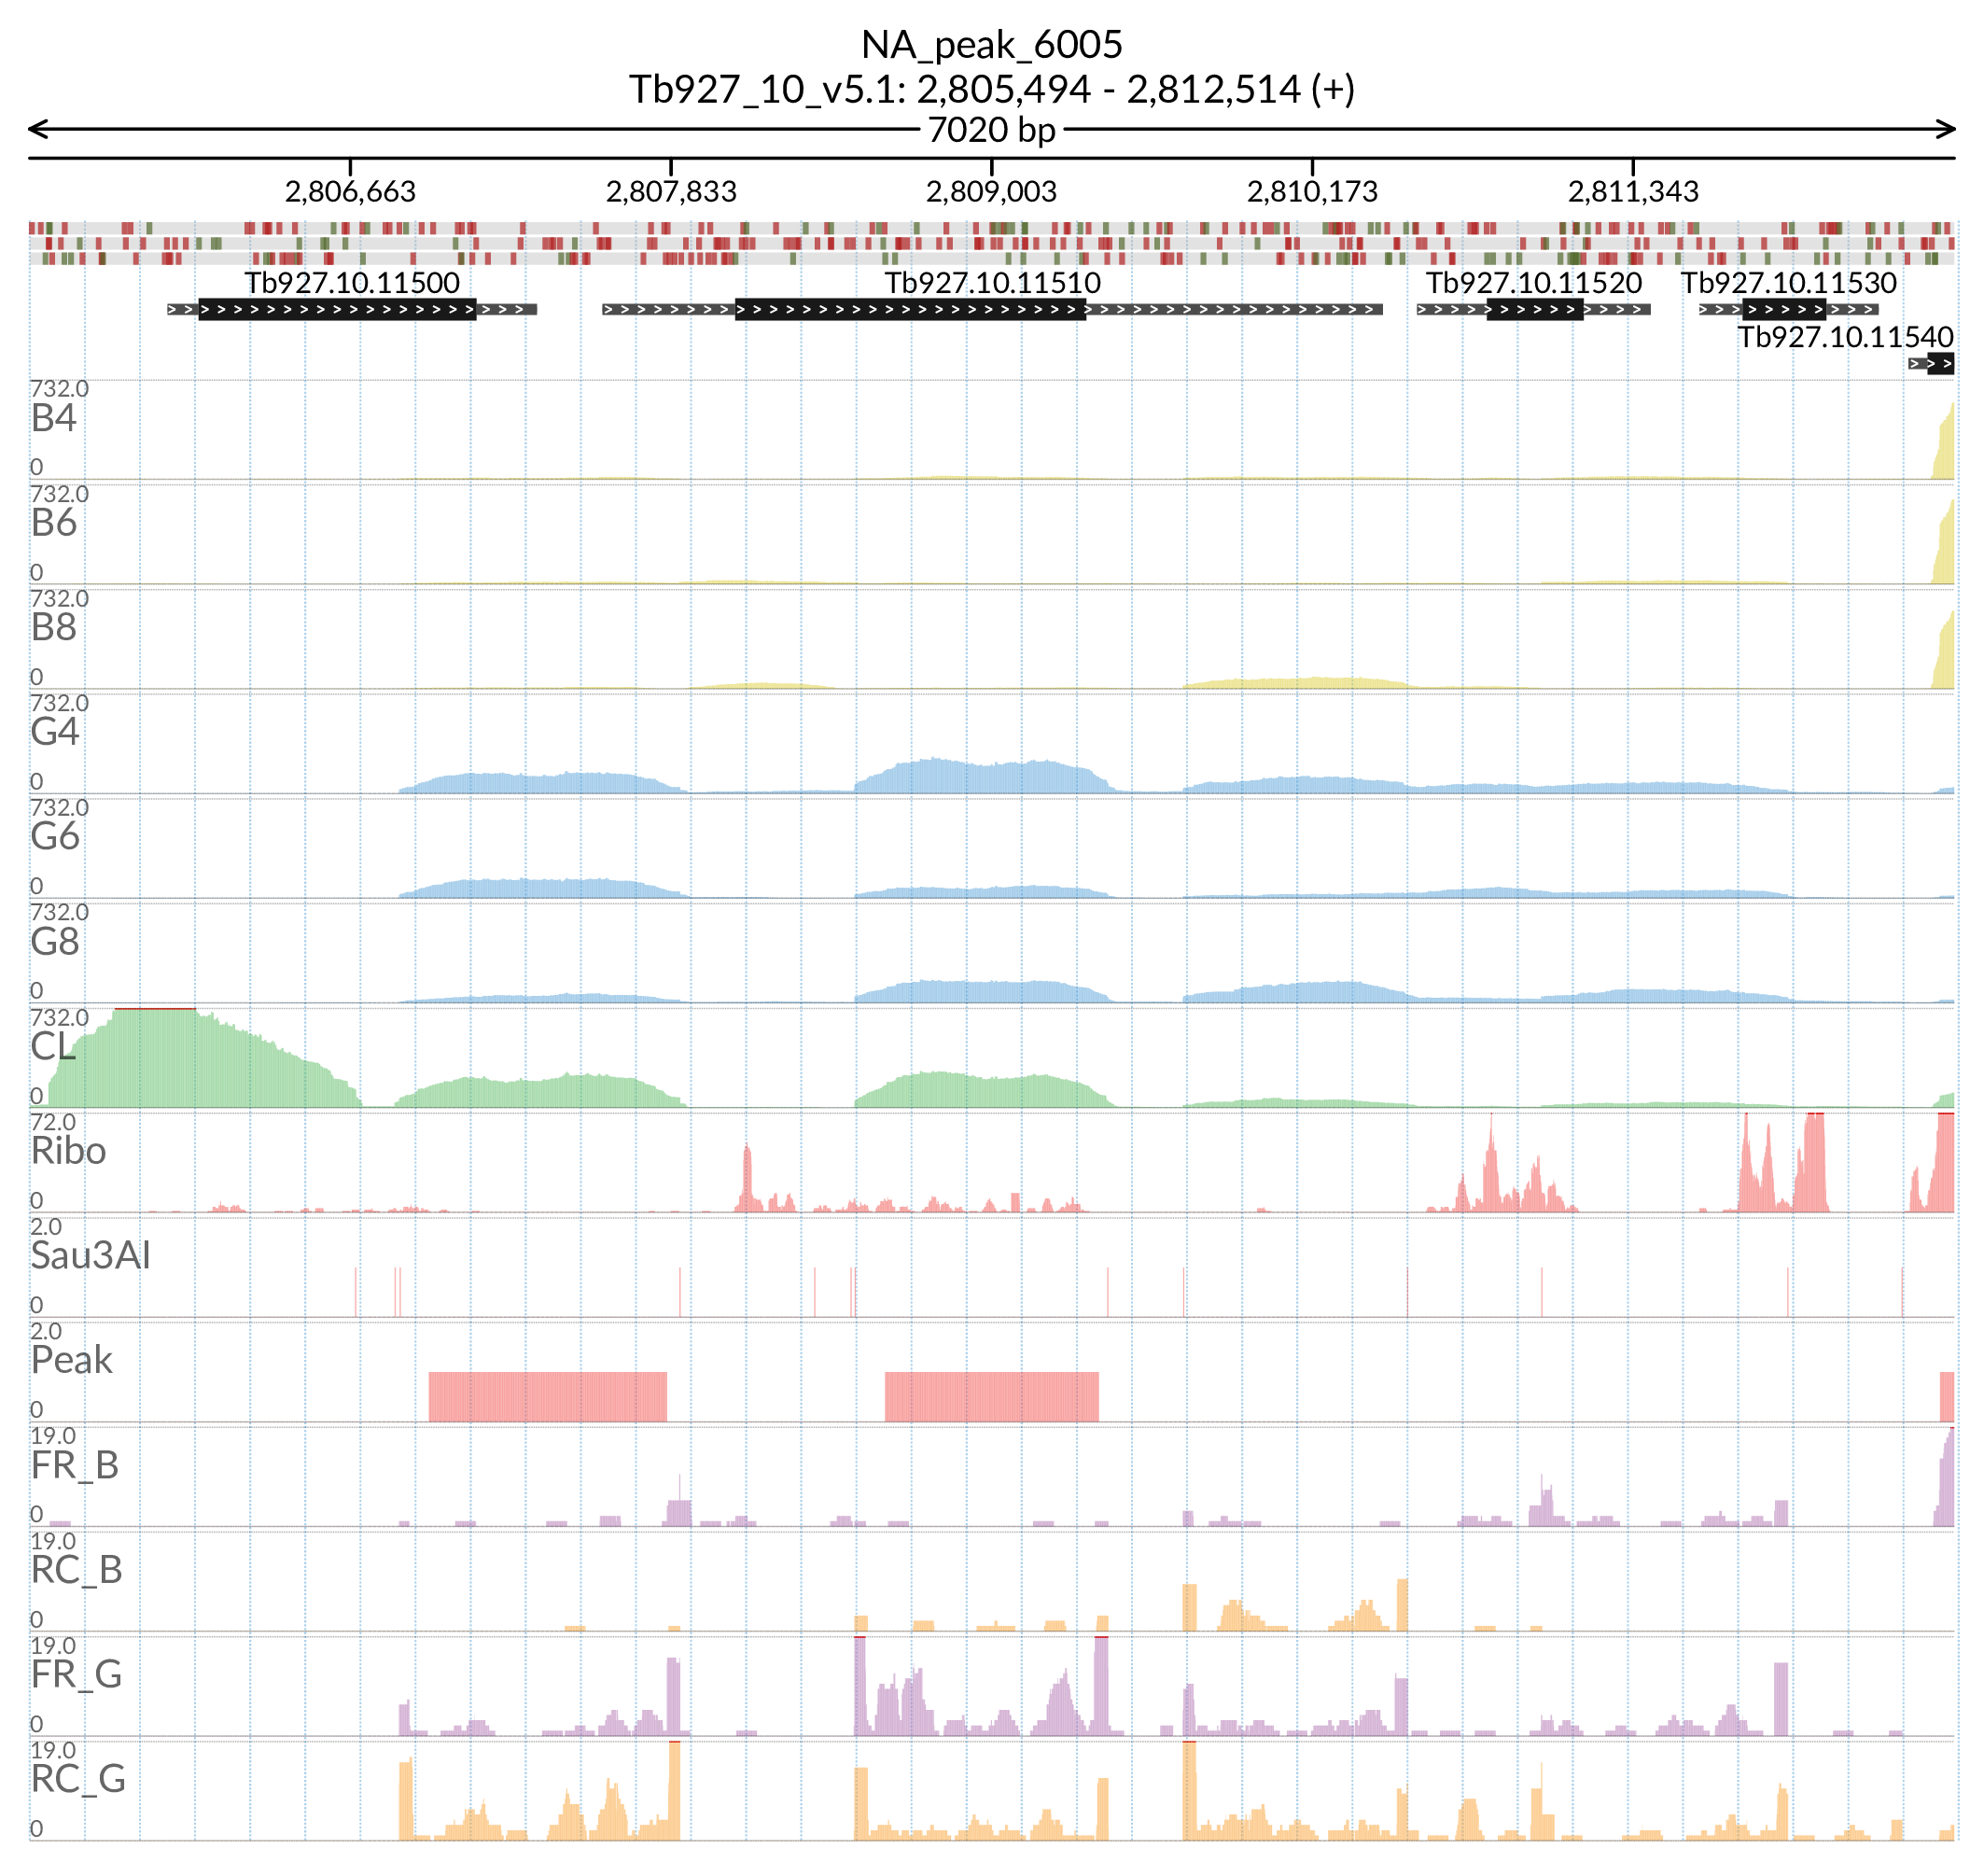 NA_peak_6005
Tb927_10_v5.1: 2,805,494 - 2,812,514 (+)
7020 bp
2,806,663 2,807,833 2,809,003 2,810,173 2,811,343
Tb927.10.11500 Tb927.10.11510 Tb927.10.11520 Tb927.10.11530
Tb927.10.11540
732.0
B4
0
732.0
B6
0
732.0
B8
0
732.0
G4
0
732.0
G6
0
732.0
G8
0
732.0
CL
0
72.0
Ribo
0
2.0
Sau3AI
0
2.0
Peak
0
19.0
FR_B
0
19.0
RC_B
0
19.0
FR_G
0
19.0
RC_G
0